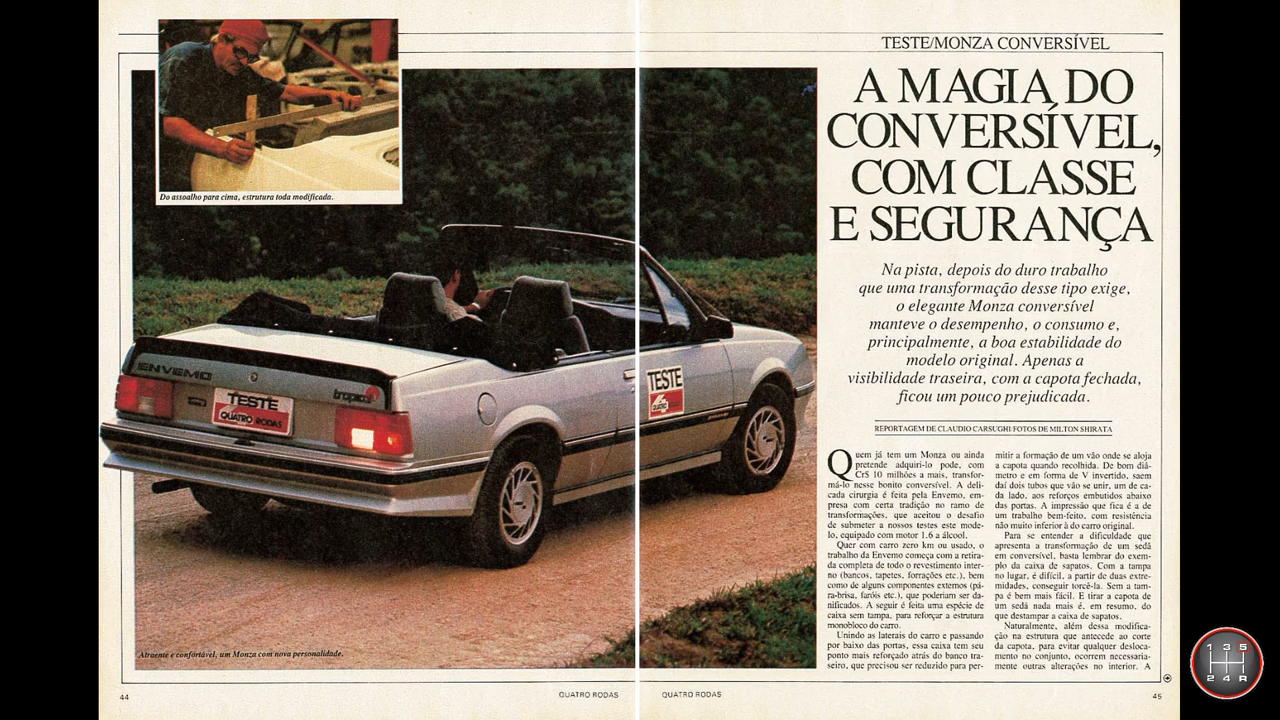 Do assoalho para cima, estrutura toda modificada.
ENVEMO
tropic
TESTE
QUATRO RODAS
TESTE
QUATRO RODAS
Atraente e confortável, um Monza com nova personalidade.
44
QUATRO RODAS
TESTE/MONZA CONVERSÍVEL
A MAGIA DO
CONVERSÍVEL,
COM CLASSE
E SEGURANÇA
Na pista, depois do duro trabalho
que uma transformação desse tipo exige,
o elegante Monza conversível
manteve o desempenho, o consumo e,
principalmente, a boa estabilidade do
modelo original. Apenas a
visibilidade traseira, com a capota fechada,
ficou um pouco prejudicada.
REPORTAGEM DE CLAUDIO CARSUGHI/FOTOS DE MILTON SHIRATA
Quem já tem um Monza ou ainda
pretende adquiri-lo pode, com
Cr$ 10 milhões a mais, transfor-
má-lo nesse bonito conversível. A deli-
cada cirurgia é feita pela Envemo, em-
presa com certa tradição no ramo de
transformações, que aceitou o desafio
de submeter a nossos testes este mode-
lo, equipado com motor 1.6 a álcool.
Quer com carro zero km ou usado, o
trabalho da Envemo começa com a retira-
da completa de todo o revestimento inter-
no (bancos, tapetes, forrações etc.), bem
como de alguns componentes externos (pá-
ra-brisa, faróis etc.), que poderiam ser da-
nificados. A seguir é feita uma espécie de
caixa sem tampa, para reforçar a estrutura
monobloco do carro.
Unindo as laterais do carro e passando
por baixo das portas, essa caixa tem seu
ponto mais reforçado atrás do banco tra-
seiro, que precisou ser reduzido para per-
mitir a formação de um vão onde se aloja
a capota quando recolhida. De bom diâ-
metro e em forma de V invertido, saem
daí dois tubos que vão se unir, um de ca-
da lado, aos reforços embutidos abaixo
das portas. A impressão que fica é a de
um trabalho bem-feito, com resistência
não muito inferior à do carro original.
Para se entender a dificuldade que
apresenta a transformação de um sedã
em conversível, basta lembrar do exem-
plo da caixa de sapatos. Com a tampa
no lugar, é difícil, a partir de duas extre-
midades, conseguir torcê-la. Sem a tam-
pa é bem mais fácil. E tirar a capota de
um sedã nada mais é, em resumo, do
que destampar a caixa de sapatos.
Naturalmente, além dessa modifica-
ção na estrutura que antecede ao corte
da capota, para evitar qualquer desloca-
mento no conjunto, ocorrem necessaria-
mente outras alterações no interior. A
QUATRO RODAS
45
1 3 5
2 4 R